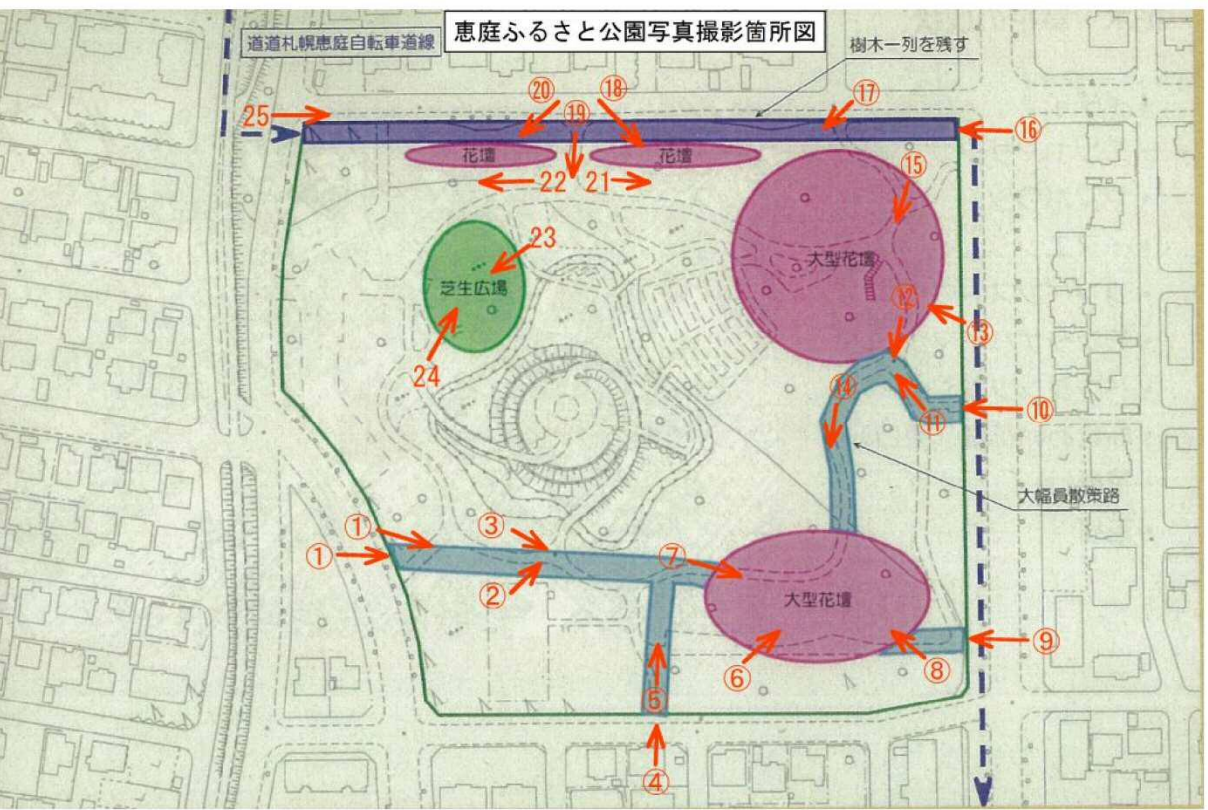 恵庭ふるさと公園写真撮影箇所図
道道札幌恵庭自転車道線
樹木一列を残す
25
⑳
⑲
⑱
⑰
⑯
花壇
花壇
22
21
⑮
大型花壇
23
芝生広場
24
⑫
⑬
⑭
⑪
⑩
大幅員散策路
①
①
③
②
⑦
大型花壇
⑥
⑧
⑨
⑤
④